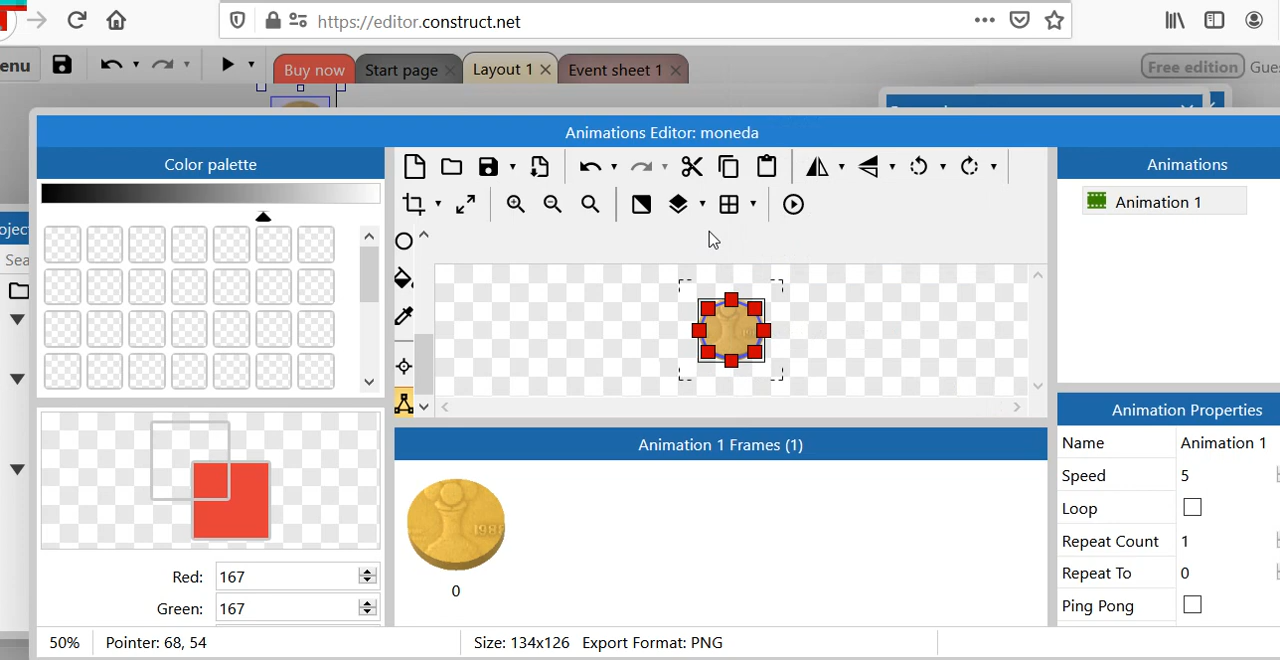 https://editor.construct.net
enu
Buy now
Start page
Layout 1
Event sheet 1
Free edition
Gue
Animations Editor: moneda
Color palette
Animations
Animation 1
ojec
Sea
Animation Properties
Animation 1 Frames (1)
Name Animation 1
Speed 5
Loop
Repeat Count 1
Repeat To 0
Ping Pong
198
0
Red: 167
Green: 167
50%
Pointer: 68, 54
Size: 134x126 Export Format: PNG